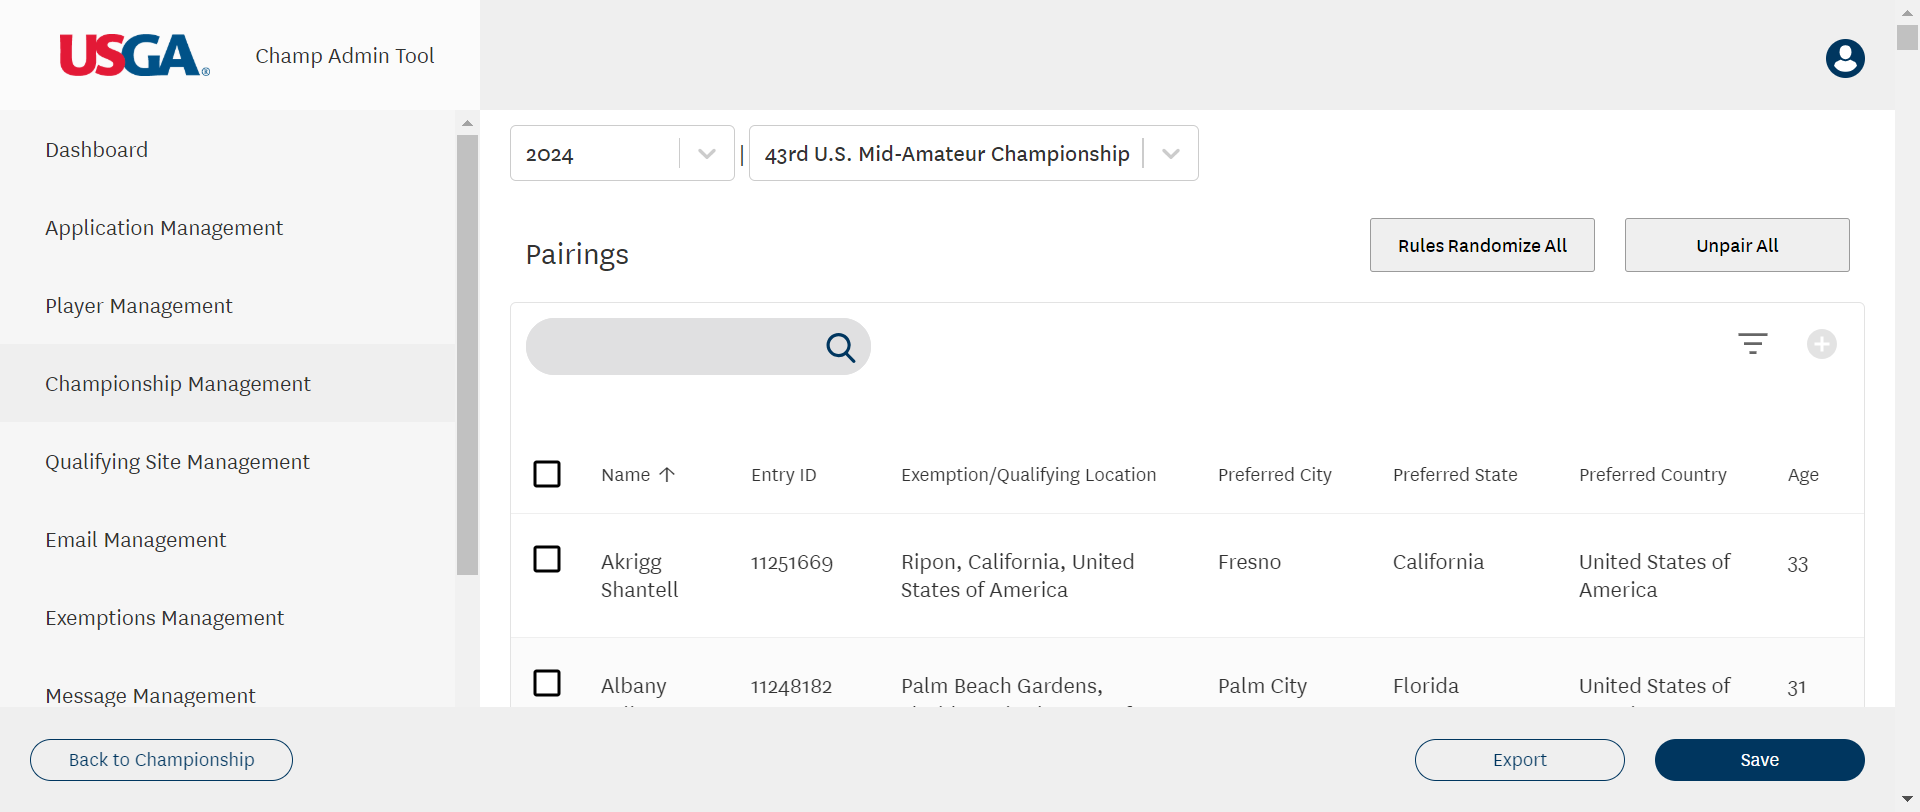 USGA®
Champ Admin Tool
Dashboard
Application Management
Player Management
Championship Management
Qualifying Site Management
Email Management
Exemptions Management
Message Management
2024 | 43rd U.S. Mid-Amateur Championship
Pairings
Rules Randomize All
Unpair All
Name ↑ Entry ID Exemption/Qualifying Location Preferred City Preferred State Preferred Country Age
Akrigg 11251669 Ripon, California, United Fresno California United States of 33
Shantell States of America America
Albany 11248182 Palm Beach Gardens, Palm City Florida United States of 31
Back to Championship
Export
Save